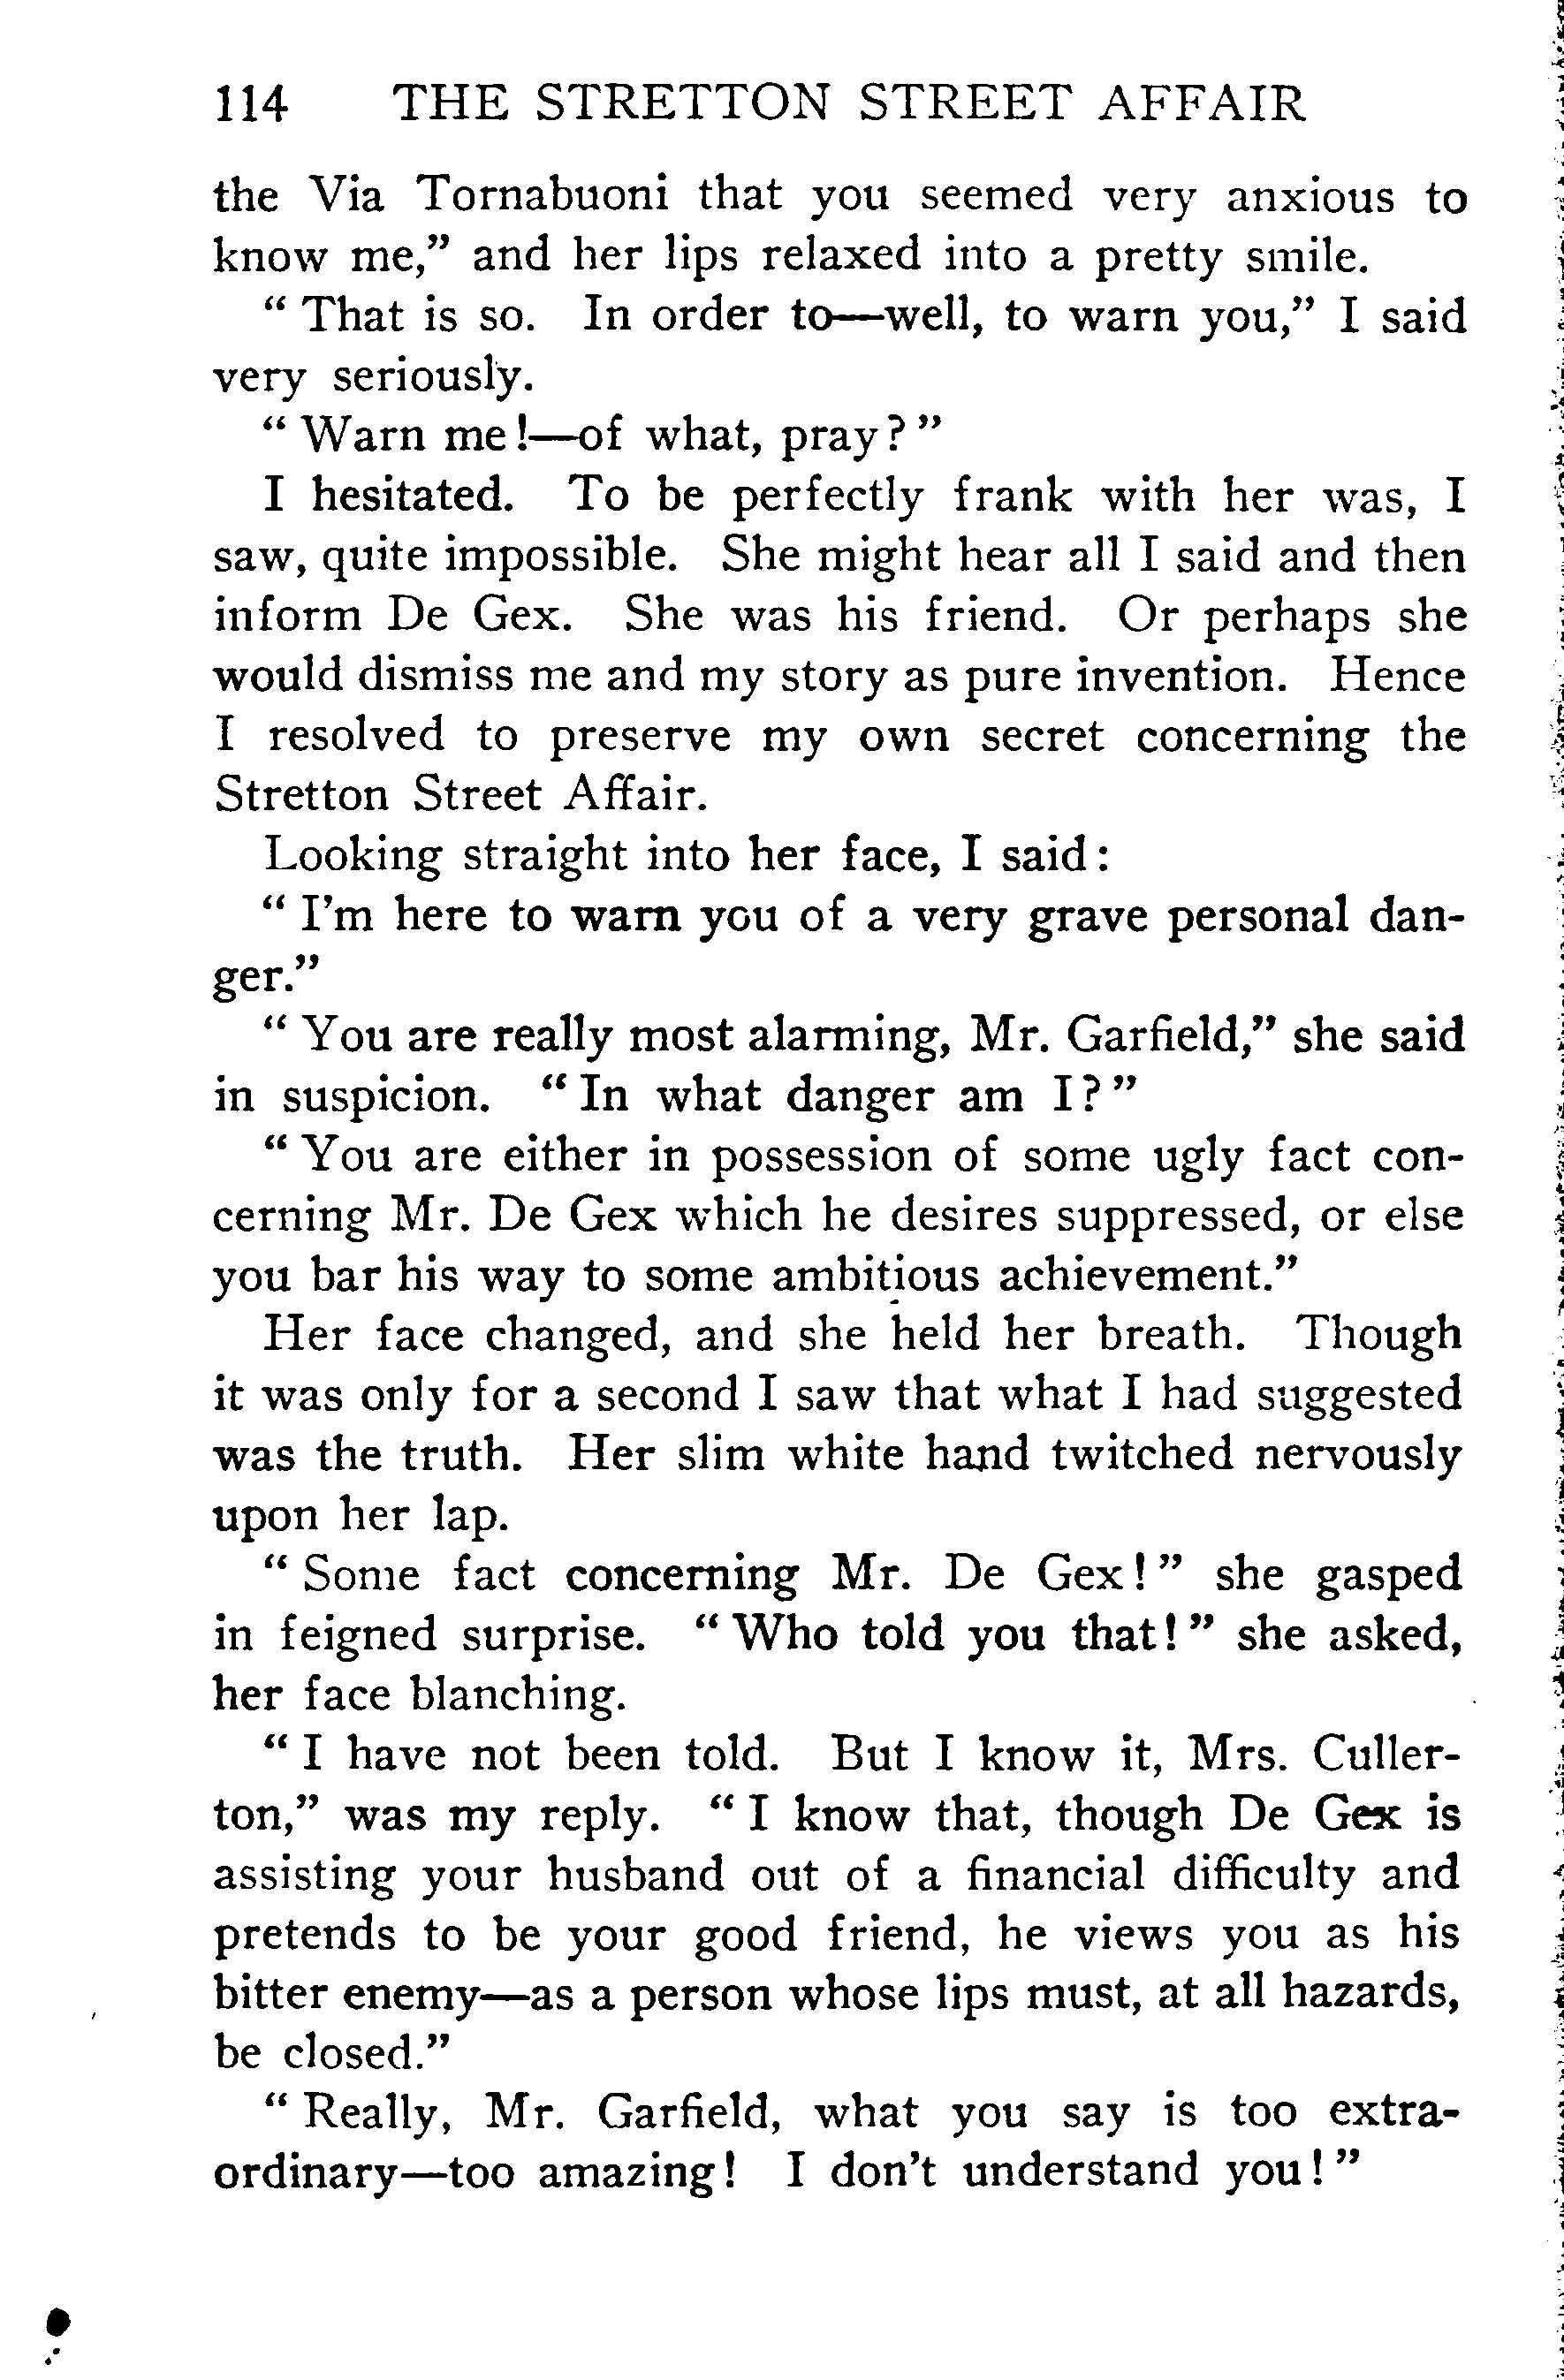 114 THE STRETTON STREET AFFAIR
the Via Tornabuoni that you seemed very anxious to
know me,” and her lips relaxed into a pretty smile.
“ That is so. In order to—well, to warn you,” I said
very seriously.
“ Warn me!—of what, pray? ”
I hesitated. To be perfectly frank with her was, I
saw, quite impossible. She might hear all I said and then
inform De Gex. She was his friend. Or perhaps she
would dismiss me and my story as pure invention. Hence
I resolved to preserve my own secret concerning the
Stretton Street Affair.
Looking straight into her face, I said:
“ I’m here to warn you of a very grave personal dan-
ger.”
“ You are really most alarming, Mr. Garfield,” she said
in suspicion. “ In what danger am I? ”
“ You are either in possession of some ugly fact con-
cerning Mr. De Gex which he desires suppressed, or else
you bar his way to some ambitious achievement.”
Her face changed, and she held her breath. Though
it was only for a second I saw that what I had suggested
was the truth. Her slim white hand twitched nervously
upon her lap.
“ Some fact concerning Mr. De Gex! ” she gasped
in feigned surprise. “ Who told you that! ” she asked,
her face blanching.
“ I have not been told. But I know it, Mrs. Culler-
ton,” was my reply. “ I know that, though De Gex is
assisting your husband out of a financial difficulty and
pretends to be your good friend, he views you as his
bitter enemy—as a person whose lips must, at all hazards,
be closed.”
“ Really, Mr. Garfield, what you say is too extra-
ordinary—too amazing! I don’t understand you! ”